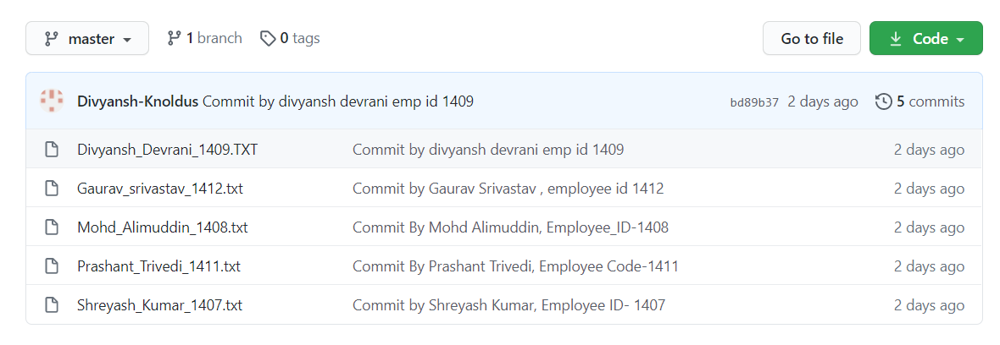 master 1 branch 0 tags Go to file Code
Divyansh-Knoldus Commit by divyansh devrani emp id 1409 bd89b37 2 days ago 5 commits
Divyansh_Devrani_1409.TXT Commit by divyansh devrani emp id 1409 2 days ago
Gaurav_srivastav_1412.txt Commit by Gaurav Srivastav , employee id 1412 2 days ago
Mohd_Alimuddin_1408.txt Commit By Mohd Alimuddin, Employee_ID-1408 2 days ago
Prashant_Trivedi_1411.txt Commit By Prashant Trivedi, Employee Code-1411 2 days ago
Shreyash_Kumar_1407.txt Commit by Shreyash Kumar, Employee ID- 1407 2 days ago